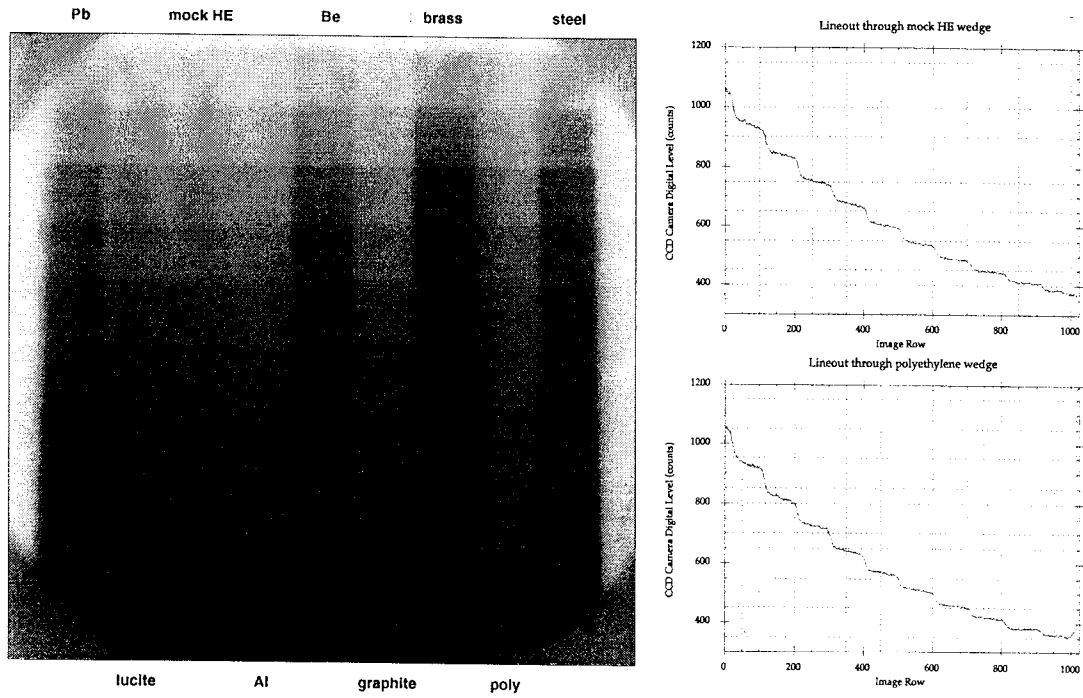 Pb mock HE Be brass steel
lucite Al graphite poly
Lineout through mock HE wedge
1200
1000
800
600
400
CCD Camera Digital Level (counts)
0 200 400 600 800 1000
Image Row
Lineout through polyethylene wedge
1200
1000
800
600
400
CCD Camera Digital Level (counts)
0 200 400 600 800 1000
Image Row